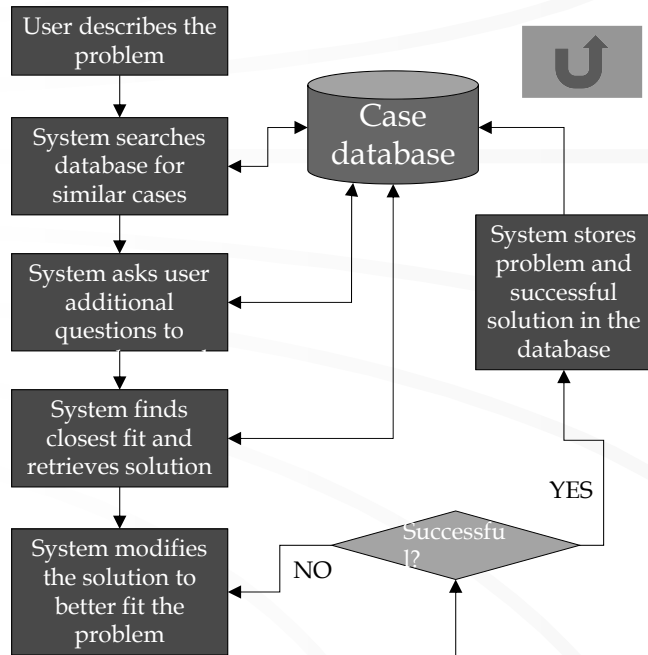 User describes the
problem
Case
database
System searches
database for
similar cases
System asks user
additional
questions to
System stores
problem and
successful
solution in the
database
System finds
closest fit and
retrieves solution
YES
Successfu
l?
NO
System modifies
the solution to
better fit the
problem